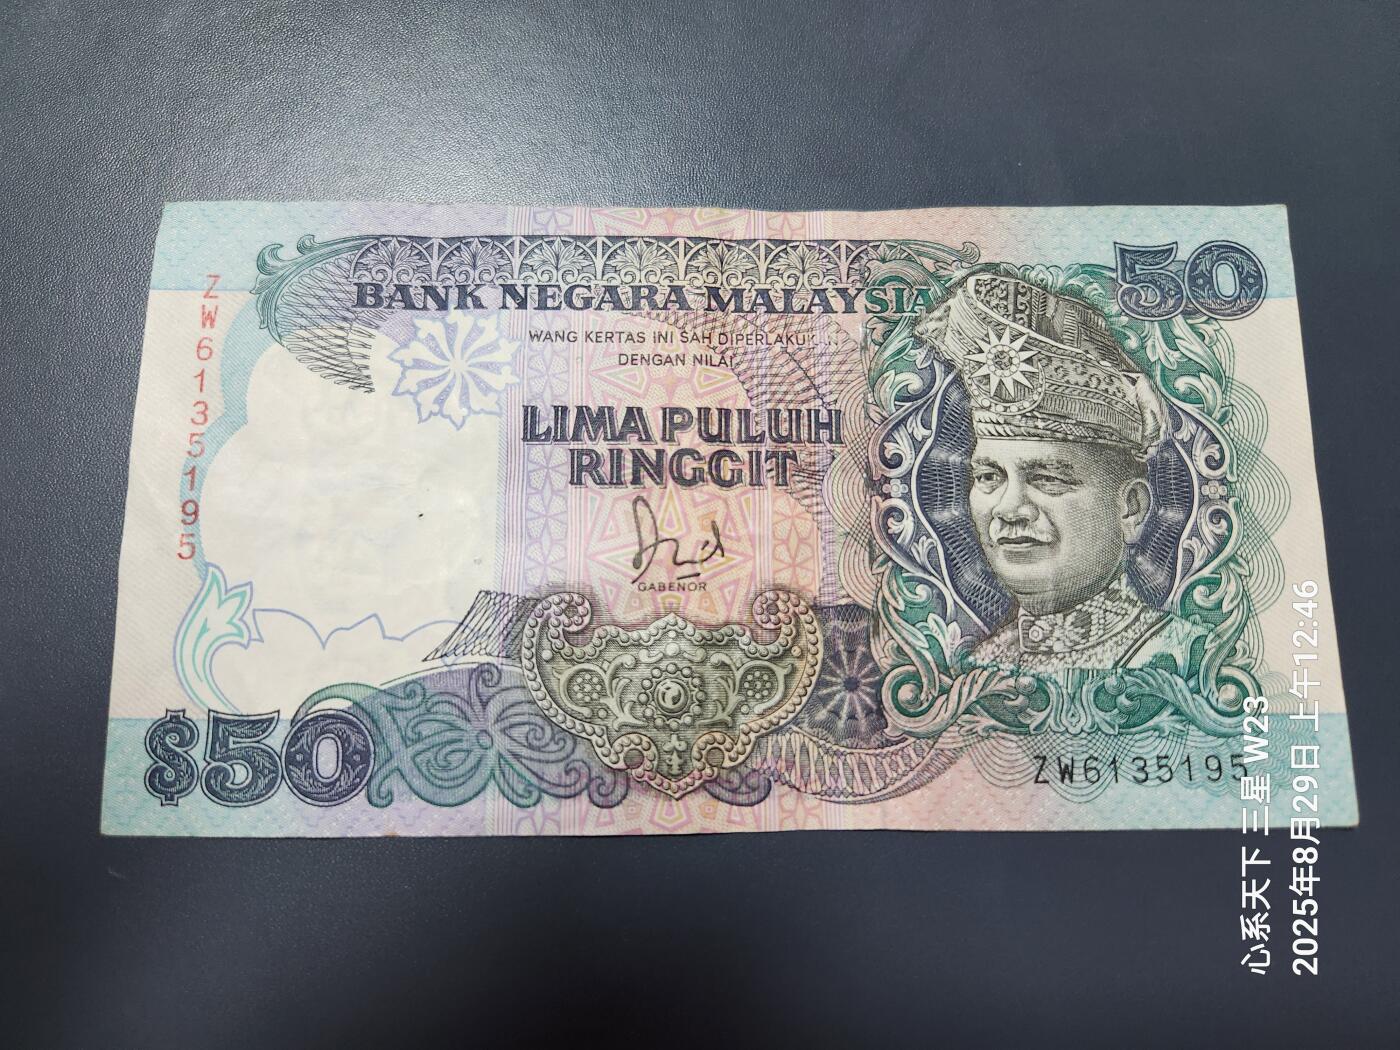 BANK NEGARA MALAYSIA
50
WANG KERTAS INI SAH DIPERLAKUKAN
DENGAN NILAI
LIMA PULUH
RINGGIT
GABENOR
ZW6135195
$50
ZW6135195
心系天下 三星 W23
2025年8月29日 上午12:46